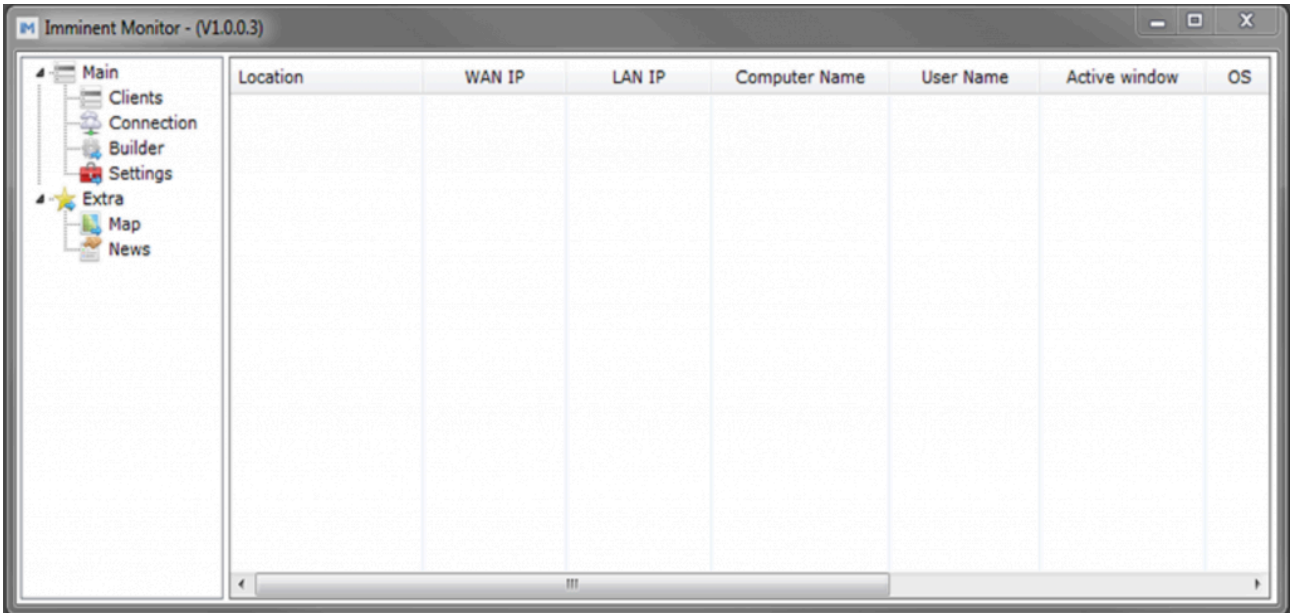 Imminent Monitor - (V1.0.0.3)
Main
Clients
Connection
Builder
Settings
Extra
Map
News
Location WAN IP LAN IP Computer Name User Name Active window OS